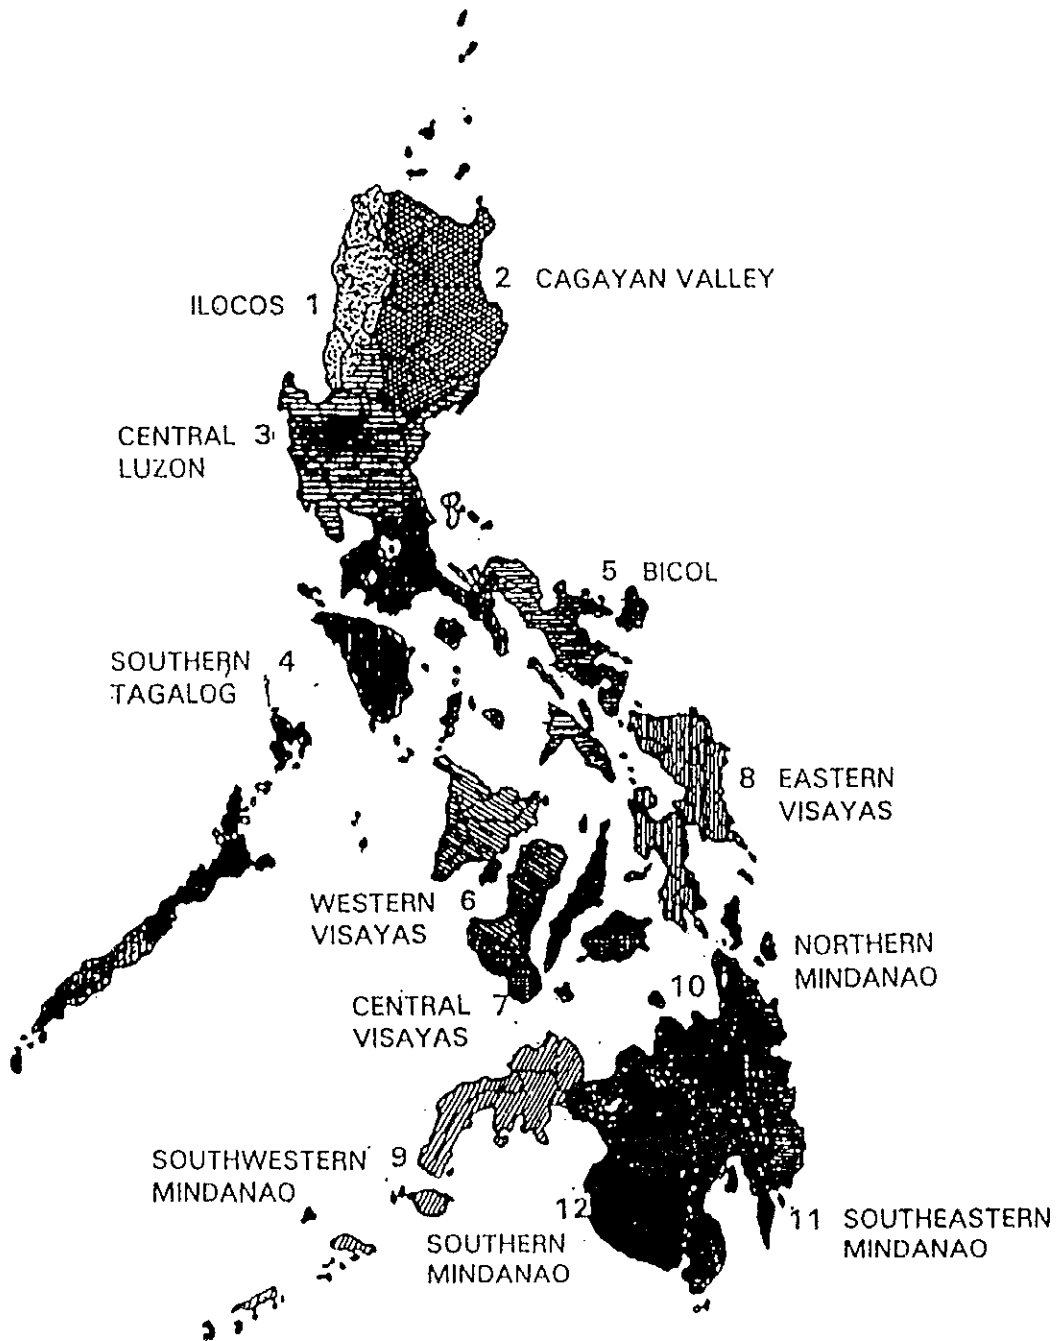 2 CAGAYAN VALLEY
ILOCOS 1
CENTRAL 3
LUZON
5 BICOL
SOUTHERN 4
TAGALOG
8 EASTERN
VISAYAS
WESTERN 6
VISAYAS
NORTHERN
MINDANAO
10
CENTRAL 7
VISAYAS
SOUTHWESTERN 9
MINDANAO
12
11 SOUTHEASTERN
MINDANAO
SOUTHERN
MINDANAO